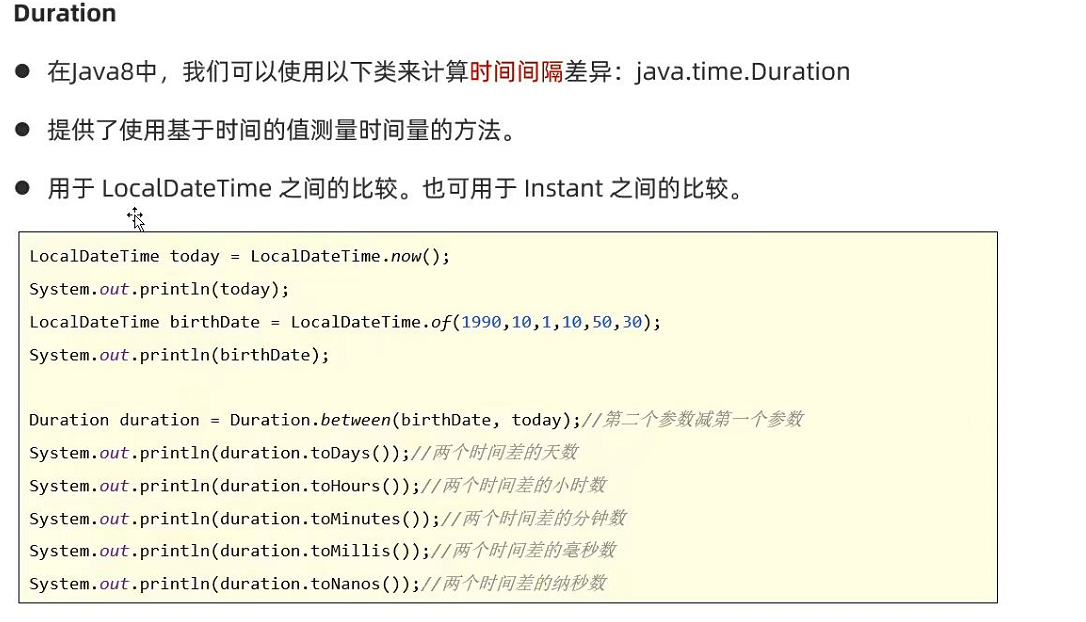 Duration
● 在Java8中，我们可以使用以下类来计算时间间隔差异：java.time.Duration
● 提供了使用基于时间的值测量时间量的方法。
● 用于 LocalDateTime 之间的比较。也可用于 Instant 之间的比较。
LocalDateTime today = LocalDateTime.now();
System.out.println(today);
LocalDateTime birthDate = LocalDateTime.of(1990,10,1,10,50,30);
System.out.println(birthDate);
Duration duration = Duration.between(birthDate, today);//第二个参数减第一个参数
System.out.println(duration.toDays());//两个时间差的天数
System.out.println(duration.toHours());//两个时间差的小时数
System.out.println(duration.toMinutes());//两个时间差的分钟数
System.out.println(duration.toMillis());//两个时间差的毫秒数
System.out.println(duration.toNanos());//两个时间差的纳秒数